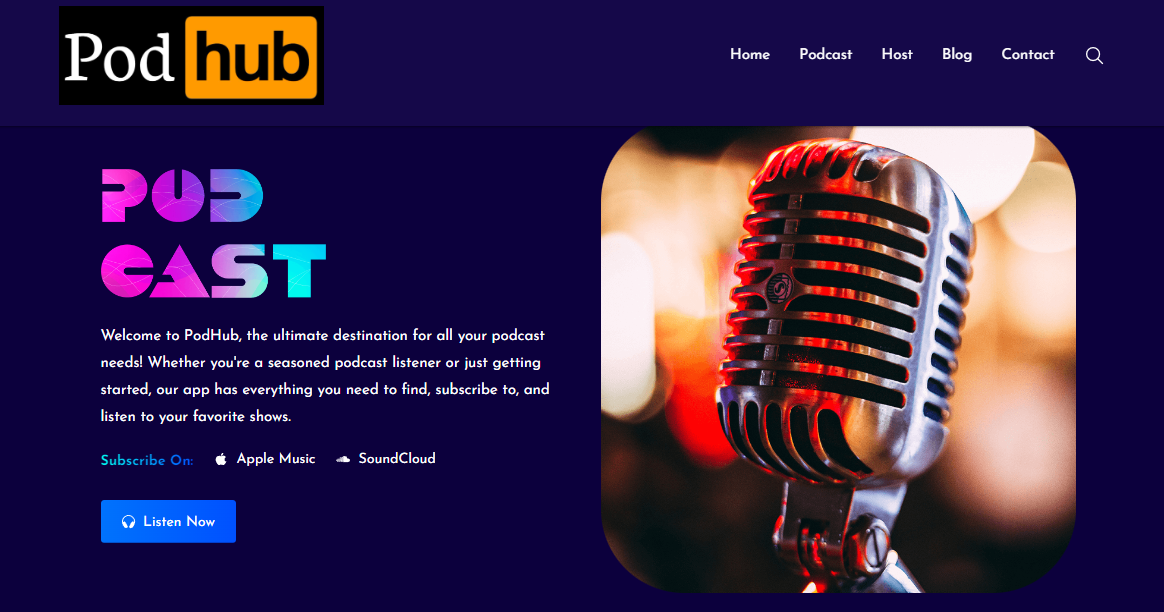 Pod hub
Home Podcast Host Blog Contact
POD
CAST
Welcome to PodHub, the ultimate destination for all your podcast
needs! Whether you're a seasoned podcast listener or just getting
started, our app has everything you need to find, subscribe to, and
listen to your favorite shows.
Subscribe On: Apple Music SoundCloud
Listen Now